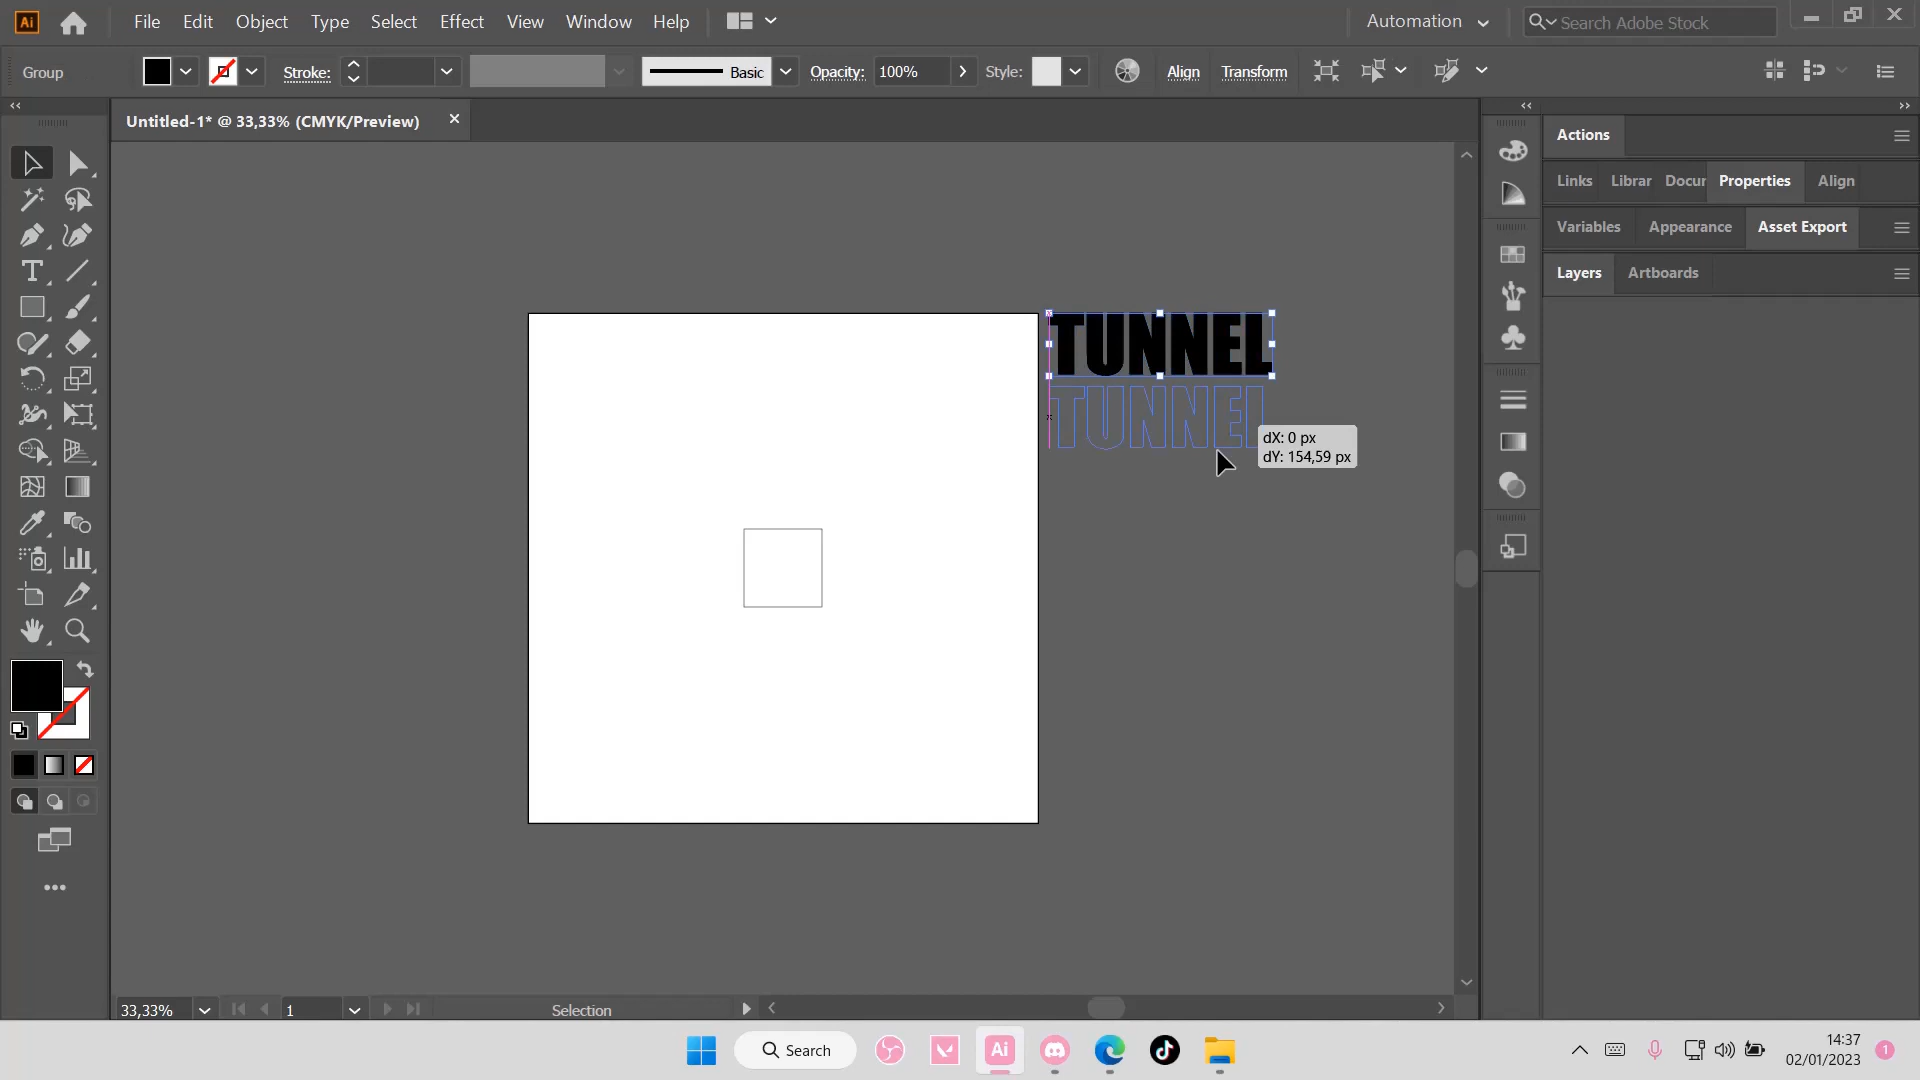 Ai File Edit Object Type Select Effect View Window Help Automation Search Adobe Stock
Group Stroke: Basic Opacity: 100% Style: Align Transform
Untitled-1* @ 33,33% (CMYK/Preview)
Actions
Links Librar Docur Properties Align
Variables Appearance Asset Export
Layers Artboards
TUNNEL
TUNNEL
dX: 0 px
dY: 154,59 px
33,33% 1 Selection
Search Ai 14:37
02/01/2023 1